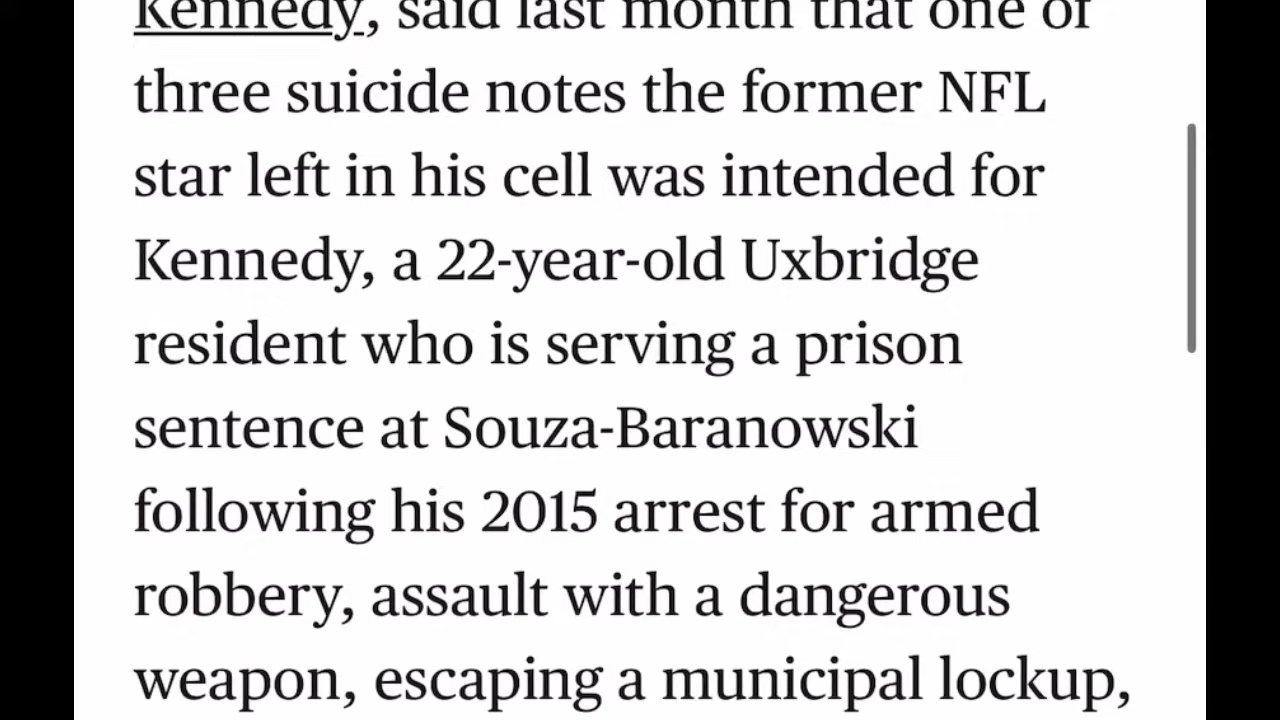 Kennedy, said last month that one of
three suicide notes the former NFL
star left in his cell was intended for
Kennedy, a 22-year-old Uxbridge
resident who is serving a prison
sentence at Souza-Baranowski
following his 2015 arrest for armed
robbery, assault with a dangerous
weapon, escaping a municipal lockup,